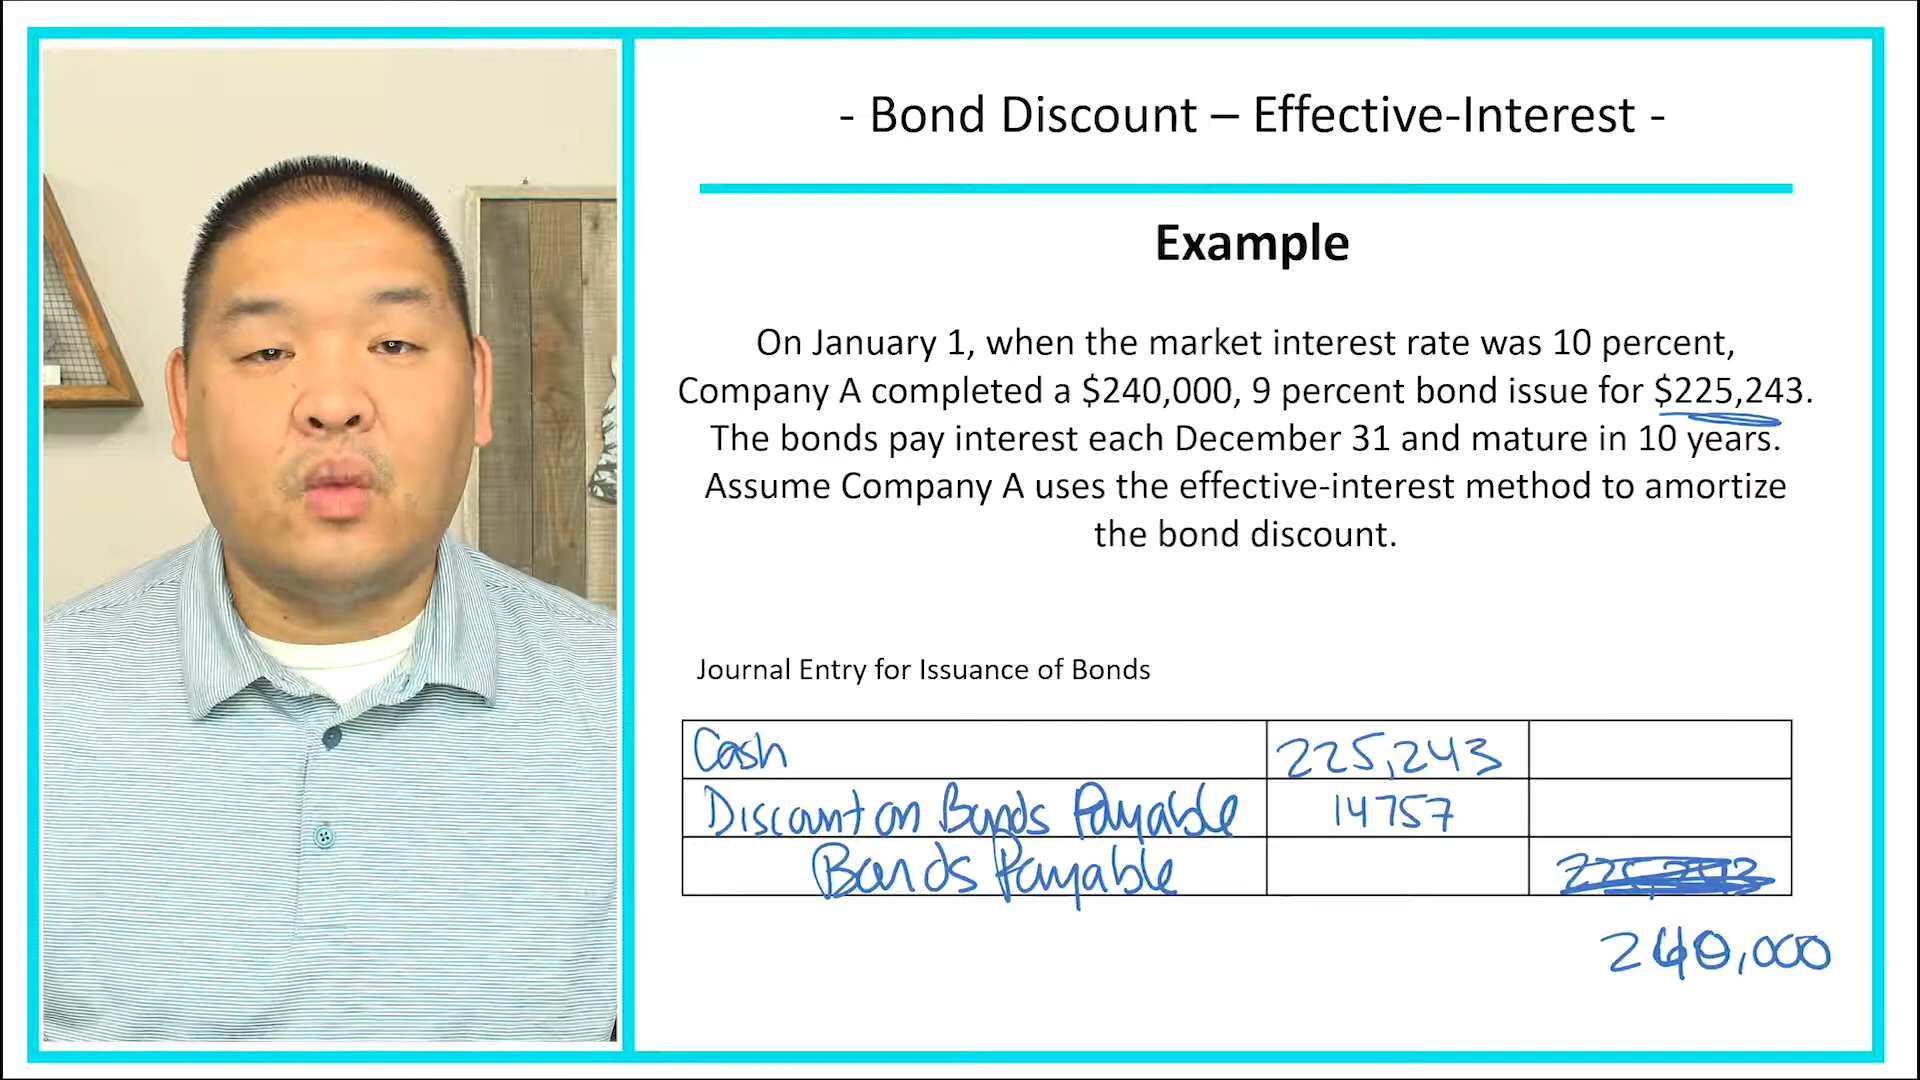 - Bond Discount – Effective-Interest -
Example
On January 1, when the market interest rate was 10 percent,
Company A completed a $240,000, 9 percent bond issue for $225,243.
The bonds pay interest each December 31 and mature in 10 years.
Assume Company A uses the effective-interest method to amortize
the bond discount.
Journal Entry for Issuance of Bonds
Cash 225,243
Discount on Bonds Payable 14757
Bonds Payable 225,243
240,000